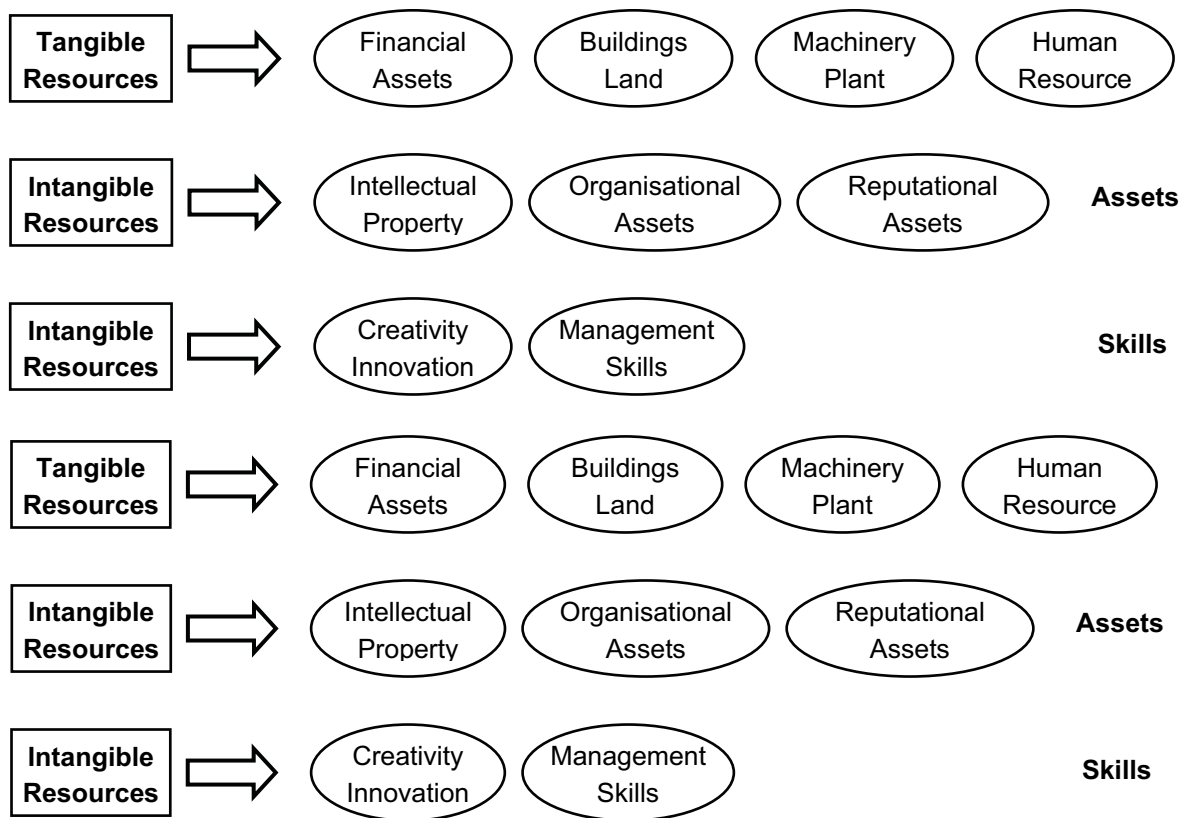 Tangible Resources
Financial Assets
Buildings Land
Machinery Plant
Human Resource
Intangible Resources
Intellectual Property
Organisational Assets
Reputational Assets
Assets
Intangible Resources
Creativity Innovation
Management Skills
Skills
Tangible Resources
Financial Assets
Buildings Land
Machinery Plant
Human Resource
Intangible Resources
Intellectual Property
Organisational Assets
Reputational Assets
Assets
Intangible Resources
Creativity Innovation
Management Skills
Skills